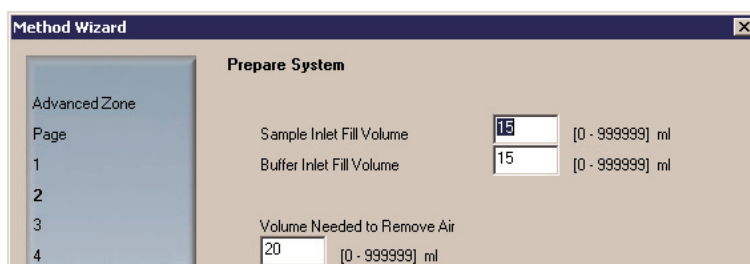 Method Wizard
Prepare System
Advanced Zone
Page
1
2
3
4
Sample Inlet Fill Volume 15 [0 - 999999] ml
Buffer Inlet Fill Volume 15 [0 - 999999] ml
Volume Needed to Remove Air
20 [0 - 999999] ml